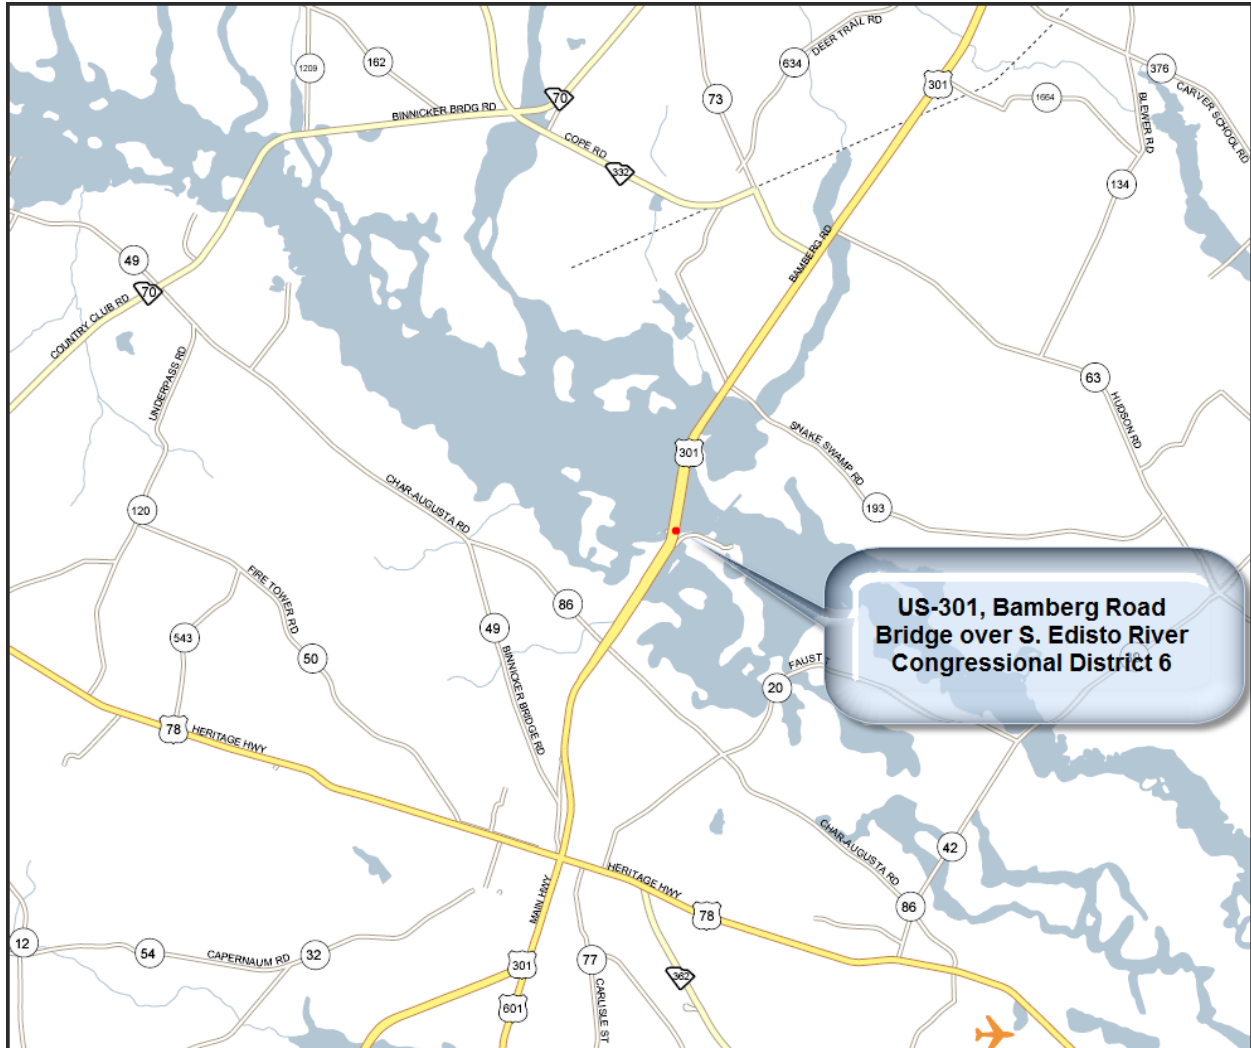 DEER TRAIL RD
1209
162
634
376
301
BINNICKER BRDG RD
70
73
1664
CARVER SCHOOL RD
BLEWER RD
COPE RD
332
134
BAMBERG RD
49
70
COUNTRY CLUB RD
UNDERPASS RD
63
HUDSON RD
SNAKE SWAMP RD
301
CHAR-AUGUSTA RD
193
120
US-301, Bamberg Road
Bridge over S. Edisto River
Congressional District 6
FIRE TOWER RD
86
49
543
50
BINNICKER BRIDGE RD
FAUST
20
78
HERITAGE HWY
CHAR-AUGUSTA RD
42
HERITAGE HWY
MAIN HWY
78
86
12
54
CAPERNAUM RD
32
301
77
362
CARLISLE ST
601